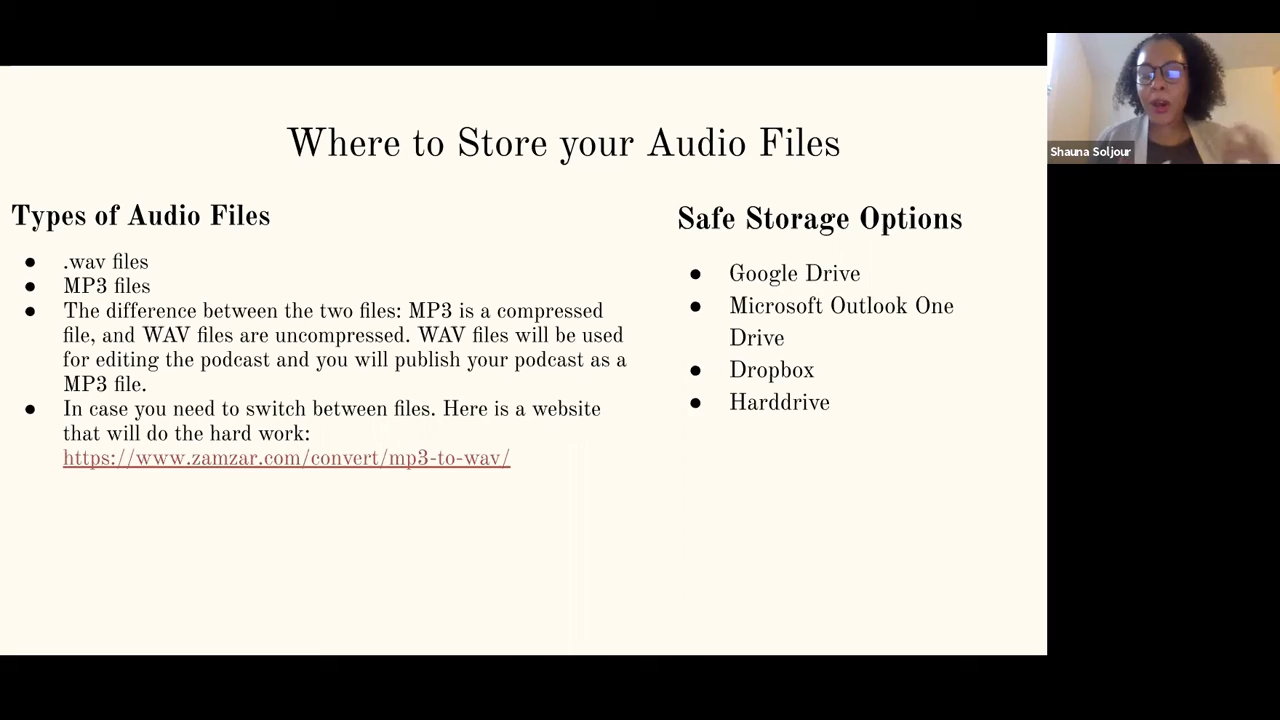 Where to Store your Audio Files
Types of Audio Files
.wav files
MP3 files
The difference between the two files: MP3 is a compressed
file, and WAV files are uncompressed. WAV files will be used
for editing the podcast and you will publish your podcast as a
MP3 file.
In case you need to switch between files. Here is a website
that will do the hard work:
https://www.zamzar.com/convert/mp3-to-wav/
Safe Storage Options
Google Drive
Microsoft Outlook One
Drive
Dropbox
Harddrive
Shauna Soljour